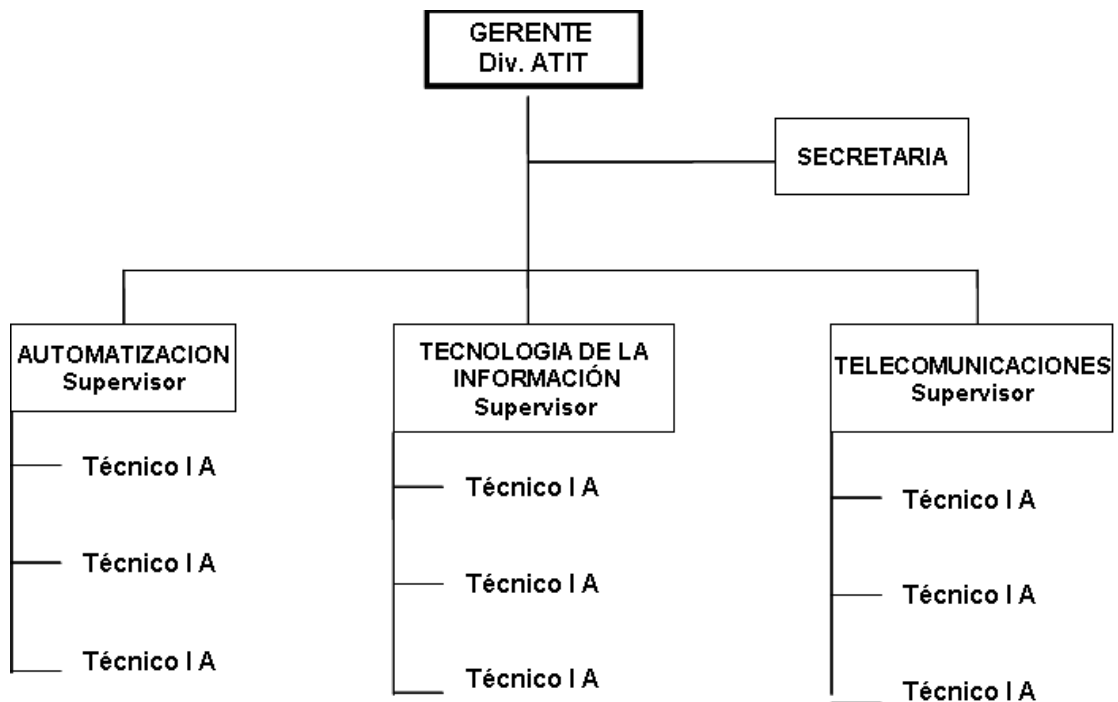 GERENTE
Div. ATIT
SECRETARIA
AUTOMATIZACION
Supervisor
Técnico I A
Técnico I A
Técnico I A
TECNOLOGIA DE LA
INFORMACIÓN
Supervisor
Técnico I A
Técnico I A
Técnico I A
TELECOMUNICACIONES
Supervisor
Técnico I A
Técnico I A
Técnico I A